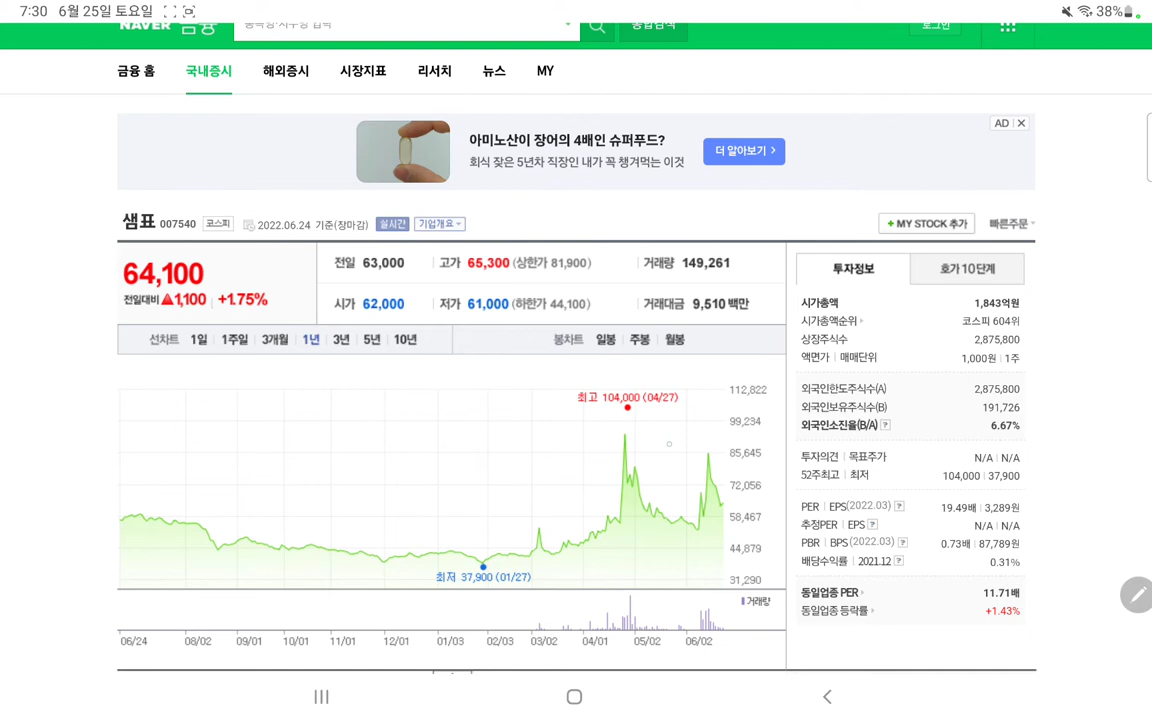 7:30 6월 25일 토요일 38%
NAVER 금융 종목명·지수명 입력 통합검색 로그인
금융 홈 국내증시 해외증시 시장지표 리서치 뉴스 MY
AD
아미노산이 장어의 4배인 슈퍼푸드?
회식 잦은 5년차 직장인 내가 꼭 챙겨먹는 이것
더 알아보기
샘표 007540 코스피 2022.06.24 기준(장마감) 실시간 기업개요
+ MY STOCK 추가 빠른주문
64,100
전일대비 ▲1,100 +1.75%
전일 63,000 고가 65,300 (상한가 81,900) 거래량 149,261
시가 62,000 저가 61,000 (하한가 44,100) 거래대금 9,510 백만
선차트 1일 1주일 3개월 1년 3년 5년 10년 봉차트 일봉 주봉 월봉
최고 104,000 (04/27)
최저 37,900 (01/27)
112,822
99,234
85,645
72,056
58,467
44,879
31,290
거래량
06/24 08/02 09/01 10/01 11/01 12/01 01/03 02/03 03/02 04/01 05/02 06/02
투자정보 호가 10단계
시가총액 1,843억원
시가총액순위 코스피 604위
상장주식수 2,875,800
액면가 매매단위 1,000원 1주
외국인한도주식수(A) 2,875,800
외국인보유주식수(B) 191,726
외국인소진율(B/A) ? 6.67%
투자의견 목표주가 N/A N/A
52주최고 최저 104,000 37,900
PER EPS(2022.03) ? 19.49배 3,289원
추정PER EPS ? N/A N/A
PBR BPS(2022.03) ? 0.73배 87,789원
배당수익률 2021.12 ? 0.31%
동일업종 PER 11.71배
동일업종 등락률 +1.43%